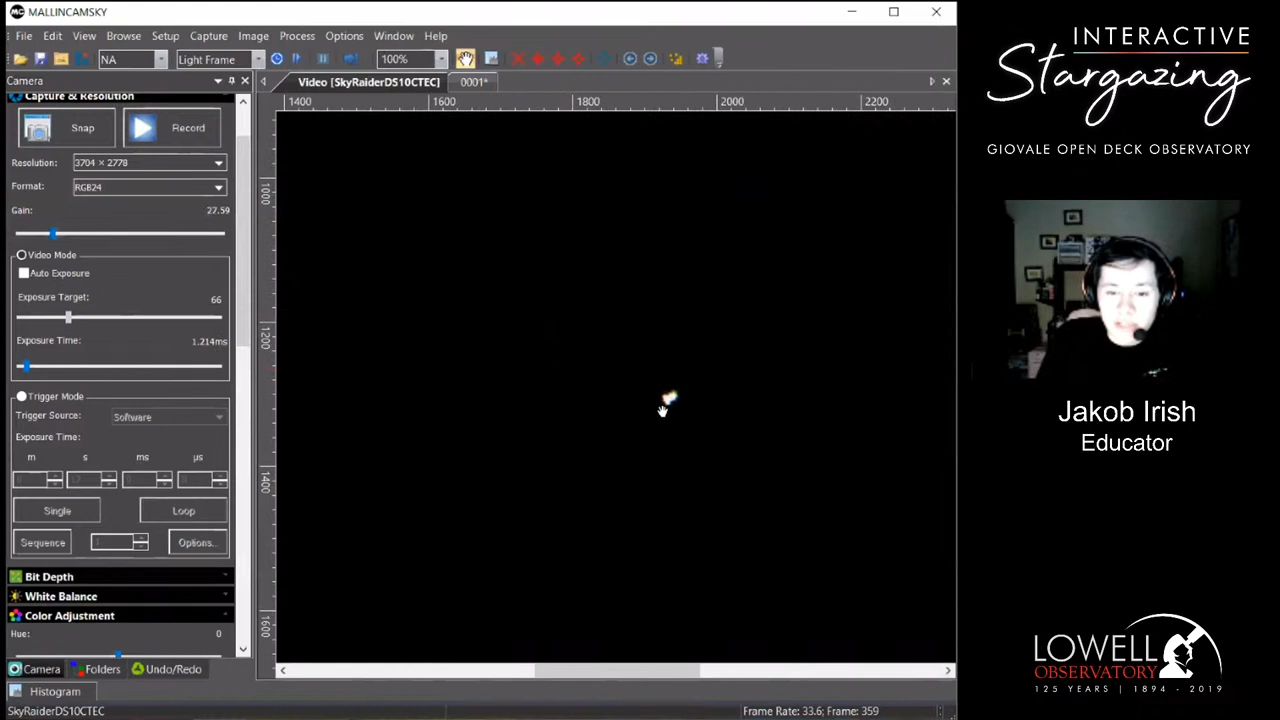 MALLINCAMSKY
File Edit View Browse Setup Capture Image Process Options Window Help
NA Light Frame 100%
Camera
Video [SkyRaiderDS10CTEC] 0001*
Capture & Resolution
1400 1600 1800 2000 2200
Snap Record
Resolution: 3704 × 2778
Format: RGB24
Gain: 27.59
1000
Video Mode
Auto Exposure
Exposure Target: 66
Exposure Time: 1.214ms
1200
Trigger Mode
Trigger Source: Software
Exposure Time:
m s ms µs
1400
Single Loop
Sequence 1 Options...
Bit Depth
White Balance
Color Adjustment
1600
Hue: 0
Camera Folders Undo/Redo
Histogram
SkyRaiderDS10CTEC
Frame Rate: 33.6; Frame: 359
INTERACTIVE
Stargazing
GIOVALE OPEN DECK OBSERVATORY
Jakob Irish
Educator
LOWELL
OBSERVATORY
125 YEARS | 1894 - 2019